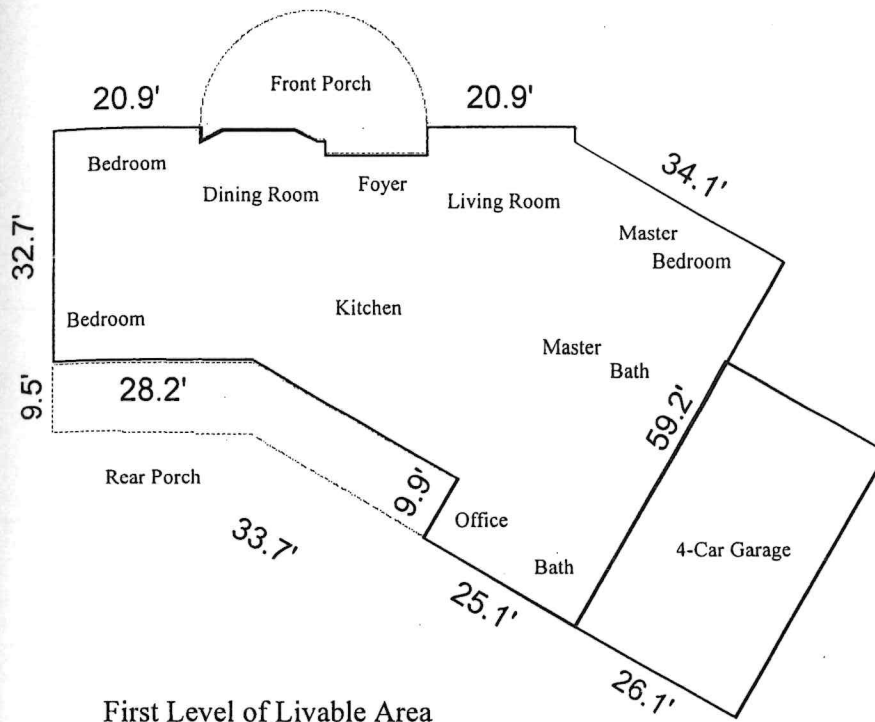 Front Porch
20.9'
20.9'
Bedroom
Dining Room
Foyer
Living Room
34.1'
Master
Bedroom
32.7'
Bedroom
Kitchen
Master
Bath
9.5'
28.2'
59.2'
Rear Porch
9.9'
Office
33.7'
Bath
4-Car Garage
25.1'
26.1'
First Level of Livable Area